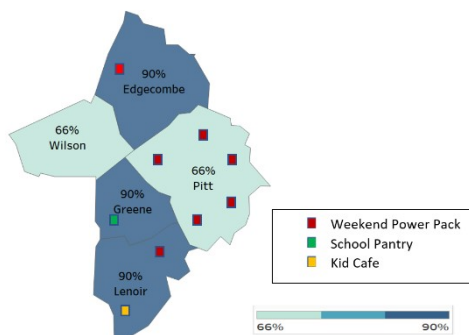 90%
Edgecombe
66%
Wilson
66%
Pitt
90%
Greene
90%
Lenoir
Weekend Power Pack
School Pantry
Kid Cafe
66% 90%